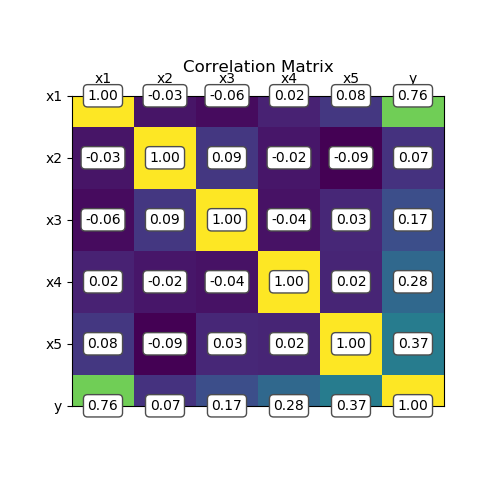 Correlation Matrix
x1 x2 x3 x4 x5 y
x1 1.00 -0.03 -0.06 0.02 0.08 0.76
x2 -0.03 1.00 0.09 -0.02 -0.09 0.07
x3 -0.06 0.09 1.00 -0.04 0.03 0.17
x4 0.02 -0.02 -0.04 1.00 0.02 0.28
x5 0.08 -0.09 0.03 0.02 1.00 0.37
y 0.76 0.07 0.17 0.28 0.37 1.00